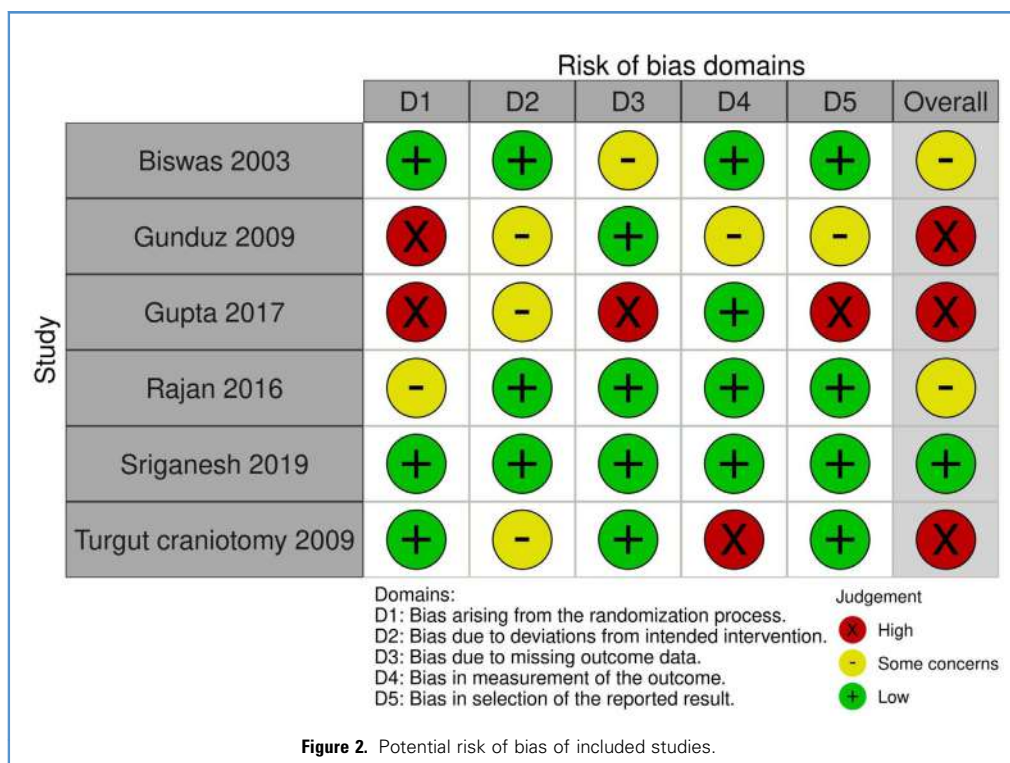 Risk of bias domains
D1 D2 D3 D4 D5 Overall
Study
Biswas 2003 + + - + + -
Gunduz 2009 X - + - - X
Gupta 2017 X - X + X X
Rajan 2016 - + + + + -
Sriganesh 2019 + + + + + +
Turgut craniotomy 2009 + - + X + X
Domains:
D1: Bias arising from the randomization process.
D2: Bias due to deviations from intended intervention.
D3: Bias due to missing outcome data.
D4: Bias in measurement of the outcome.
D5: Bias in selection of the reported result.
Judgement
X High
- Some concerns
+ Low
Figure 2. Potential risk of bias of included studies.